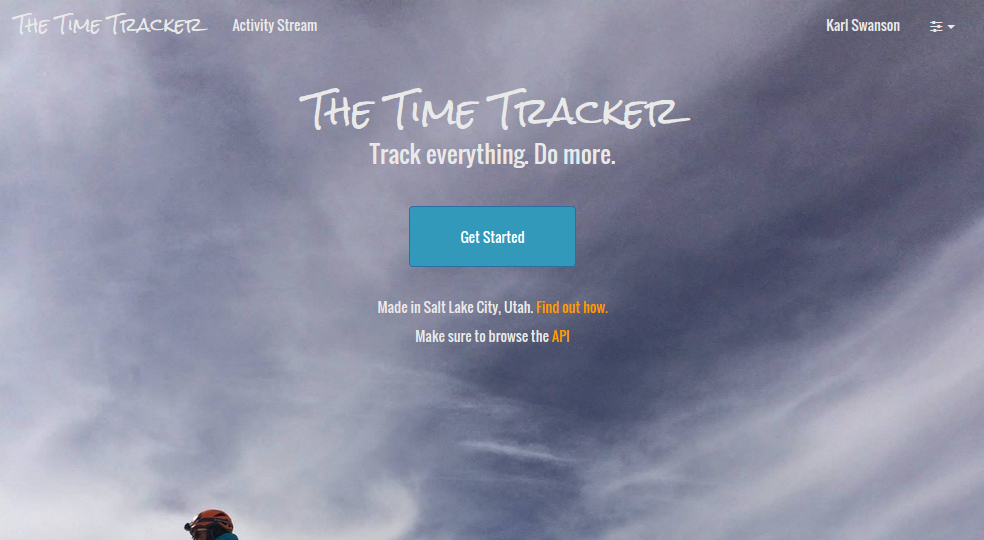 The Time Tracker
Activity Stream
Karl Swanson
The Time Tracker
Track everything. Do more.
Get Started
Made in Salt Lake City, Utah. Find out how.
Make sure to browse the API